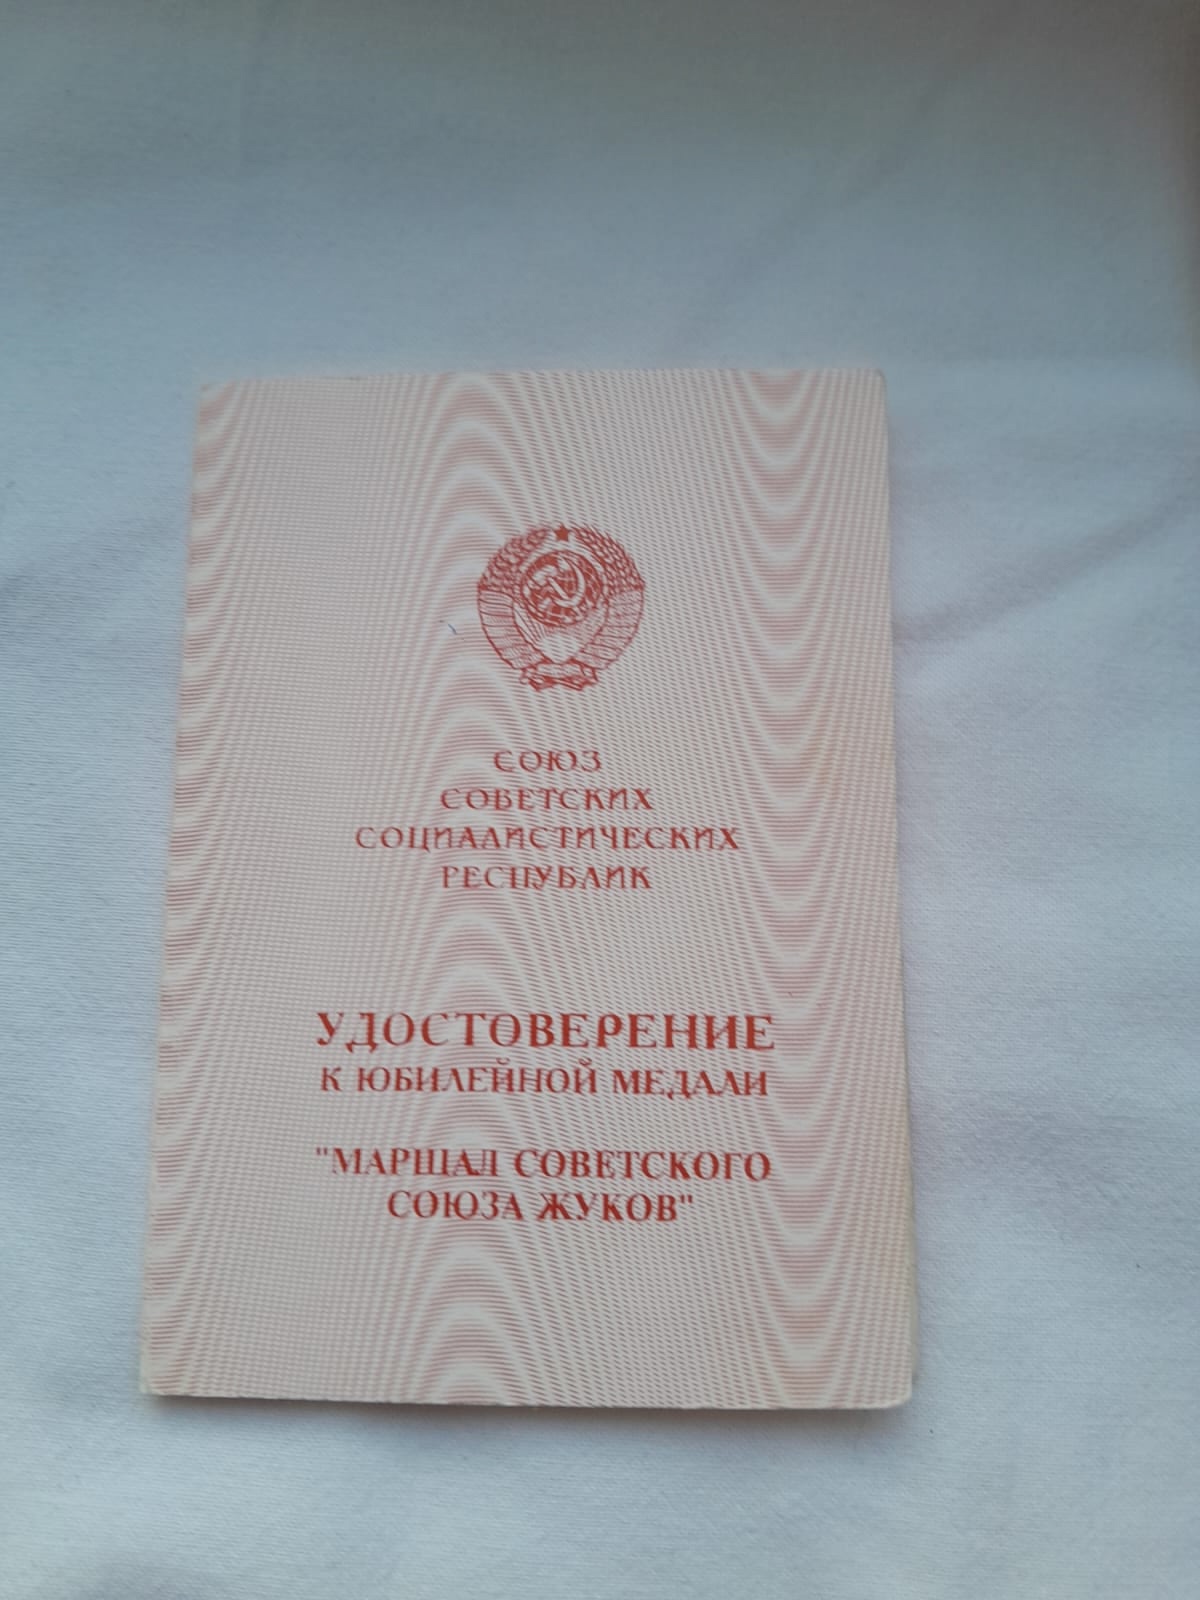 СОЮЗ
СОВЕТСКИХ
СОЦИАЛИСТИЧЕСКИХ
РЕСПУБЛИК
УДОСТОВЕРЕНИЕ
К ЮБИЛЕЙНОЙ МЕДАЛИ
"МАРШАЛ СОВЕТСКОГО
СОЮЗА ЖУКОВ"